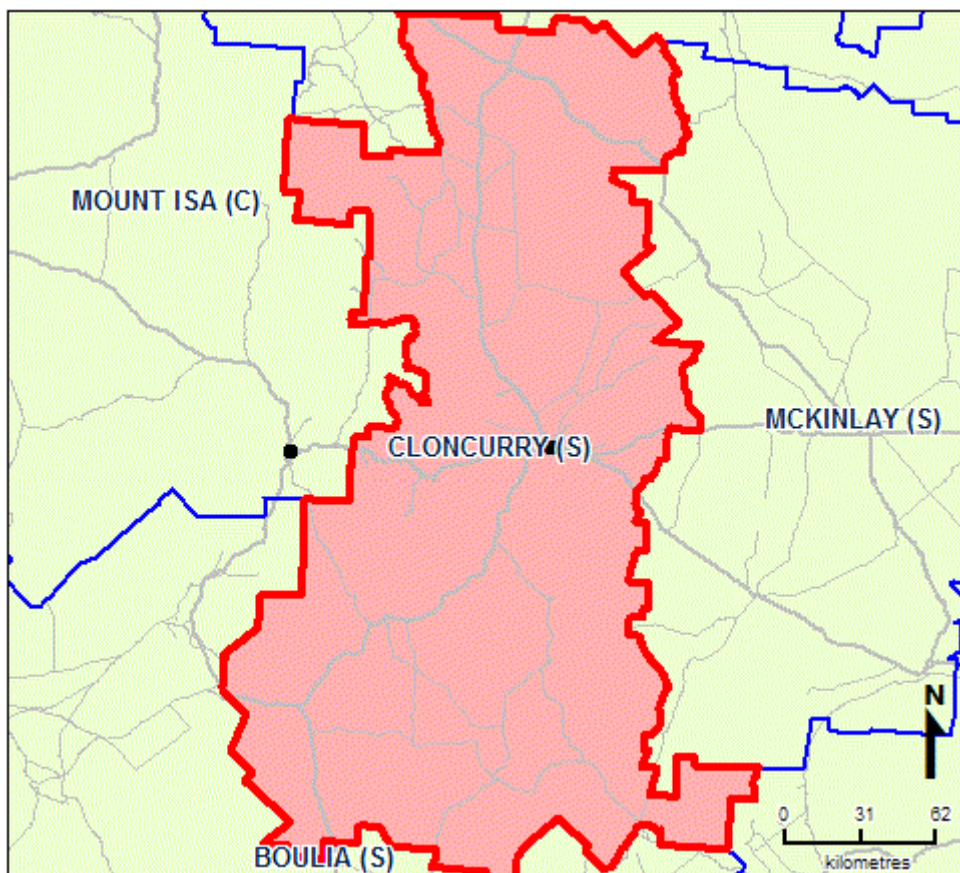 MOUNT ISA (C)
MCKINLAY (S)
CLONCURRY (S)
N
0 31 62
kilometres
BOULIA (S)